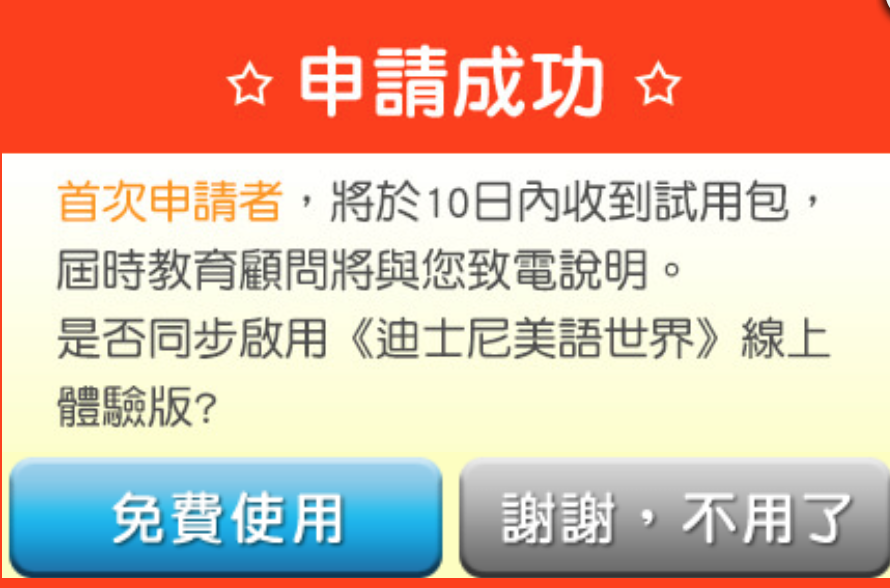 ☆ 申請成功 ☆
首次申請者，將於10日內收到試用包，
屆時教育顧問將與您致電說明。
是否同步啟用《迪士尼美語世界》線上
體驗版?
免費使用
謝謝，不用了